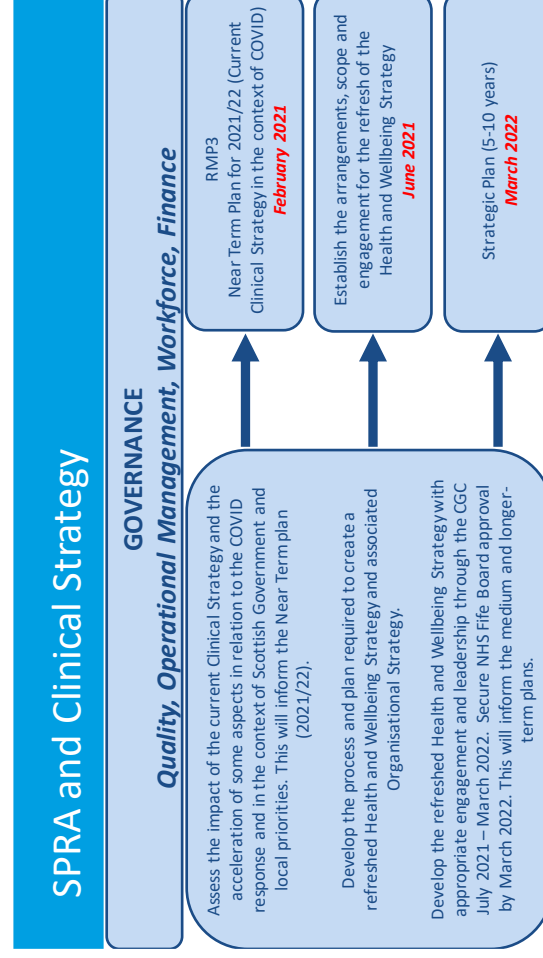 SPRA and Clinical Strategy
GOVERNANCE
Quality, Operational Management, Workforce, Finance
Assess the impact of the current Clinical Strategy and the
acceleration of some aspects in relation to the COVID
response and in the context of Scottish Government and
local priorities. This will inform the Near Term plan
(2021/22).
Develop the process and plan required to create a
refreshed Health and Wellbeing Strategy and associated
Organisational Strategy.
Develop the refreshed Health and Wellbeing Strategy with
appropriate engagement and leadership through the CGC
July 2021 – March 2022. Secure NHS Fife Board approval
by March 2022. This will inform the medium and longer-
term plans.
RMP3
Near Term Plan for 2021/22 (Current
Clinical Strategy in the context of COVID)
February 2021
Establish the arrangements, scope and
engagement for the refresh of the
Health and Wellbeing Strategy
June 2021
Strategic Plan (5-10 years)
March 2022